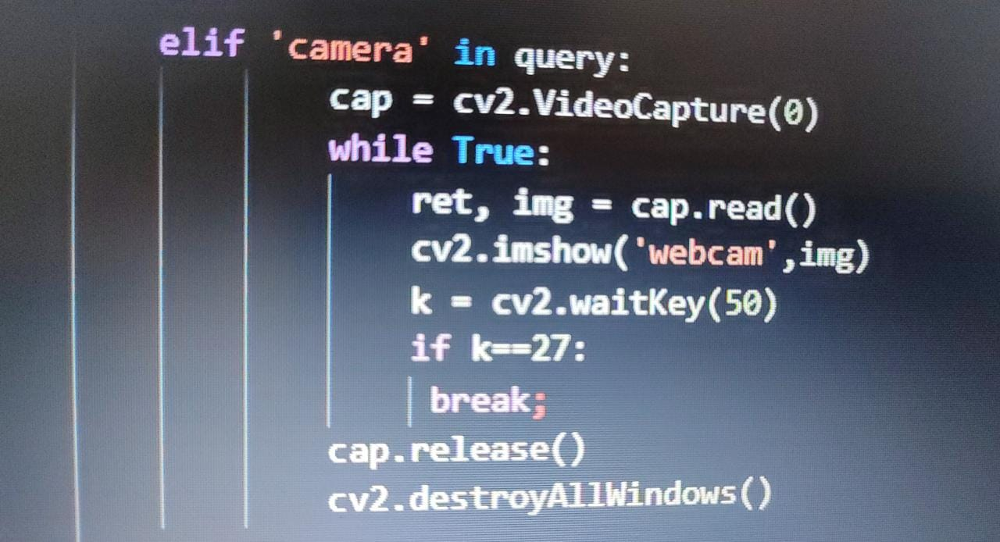 elif 'camera' in query:
cap = cv2.VideoCapture(0)
while True:
ret, img = cap.read()
cv2.imshow('webcam',img)
k = cv2.waitKey(50)
if k==27:
break;
cap.release()
cv2.destroyAllWindows()